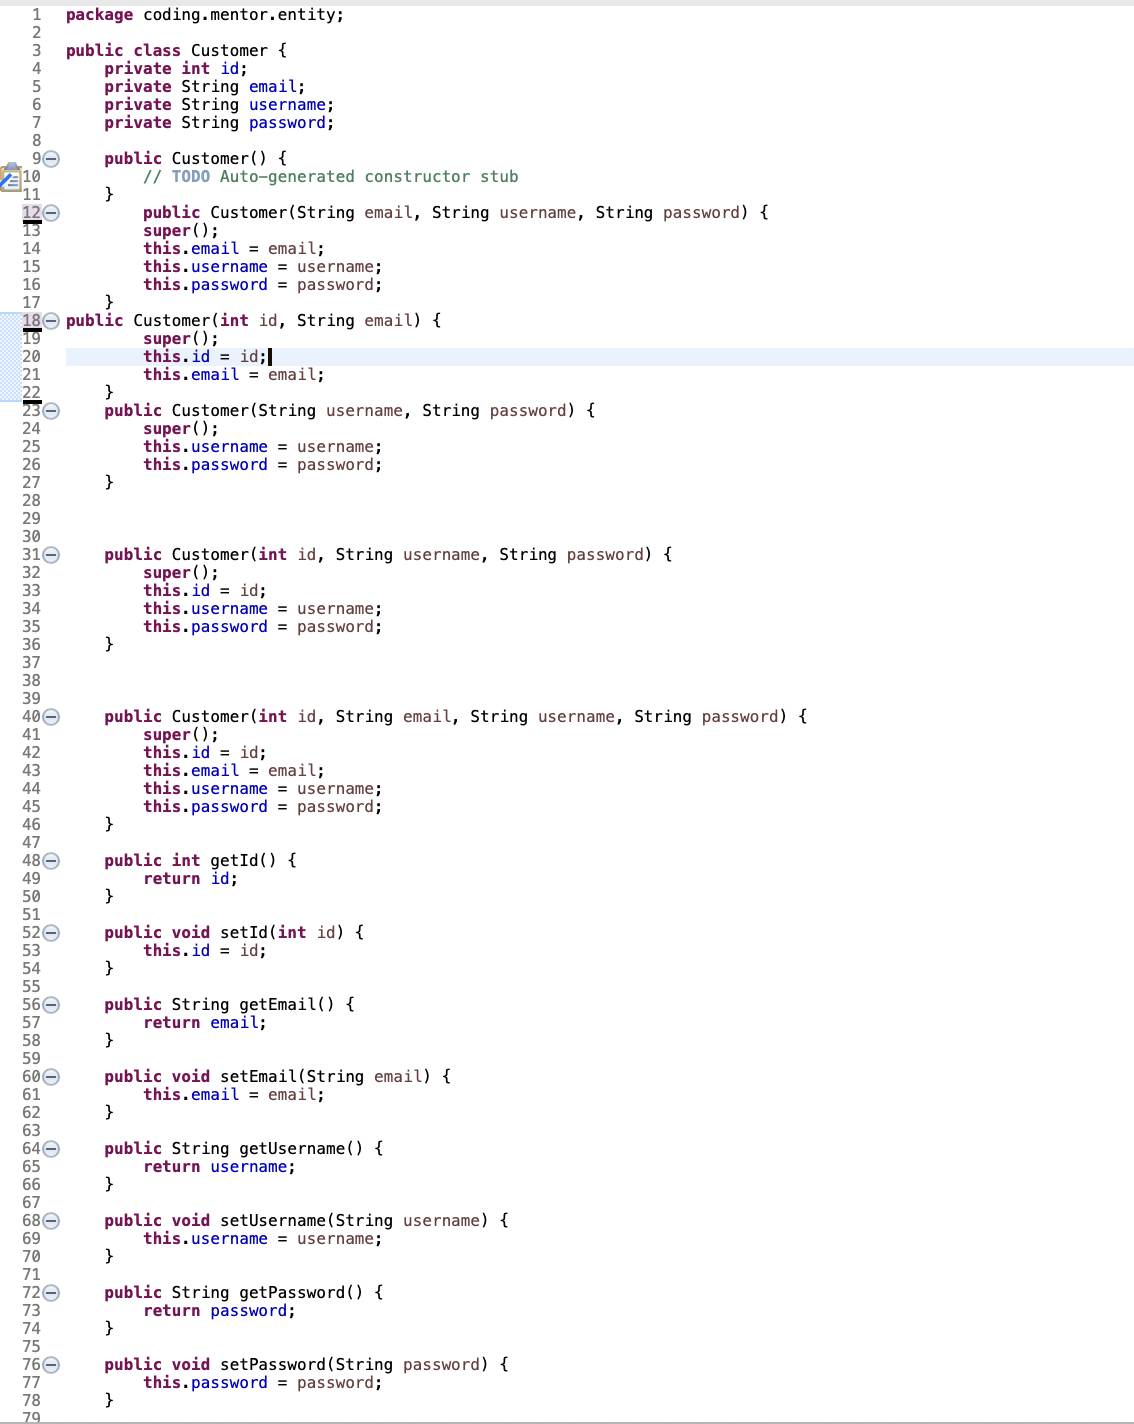 1 package coding.mentor.entity;
2
3 public class Customer {
4     private int id;
5     private String email;
6     private String username;
7     private String password;
8
9     public Customer() {
10         // TODO Auto-generated constructor stub
11     }
12         public Customer(String email, String username, String password) {
13         super();
14         this.email = email;
15         this.username = username;
16         this.password = password;
17     }
18 public Customer(int id, String email) {
19         super();
20         this.id = id;
21         this.email = email;
22     }
23     public Customer(String username, String password) {
24         super();
25         this.username = username;
26         this.password = password;
27     }
28
29
30
31     public Customer(int id, String username, String password) {
32         super();
33         this.id = id;
34         this.username = username;
35         this.password = password;
36     }
37
38
39
40     public Customer(int id, String email, String username, String password) {
41         super();
42         this.id = id;
43         this.email = email;
44         this.username = username;
45         this.password = password;
46     }
47
48     public int getId() {
49         return id;
50     }
51
52     public void setId(int id) {
53         this.id = id;
54     }
55
56     public String getEmail() {
57         return email;
58     }
59
60     public void setEmail(String email) {
61         this.email = email;
62     }
63
64     public String getUsername() {
65         return username;
66     }
67
68     public void setUsername(String username) {
69         this.username = username;
70     }
71
72     public String getPassword() {
73         return password;
74     }
75
76     public void setPassword(String password) {
77         this.password = password;
78     }
79